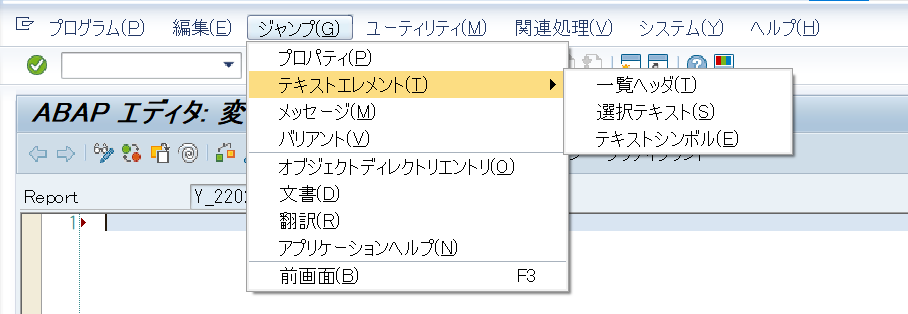 プログラム(P) 編集(E) ジャンプ(G) ユーティリティ(M) 関連処理(V) システム(Y) ヘルプ(H)
プロパティ(P)
テキストエレメント(T)
メッセージ(M)
バリアント(V)
オブジェクトディレクトリエントリ(O)
文書(D)
翻訳(R)
アプリケーションヘルプ(N)
前画面(B) F3
一覧ヘッダ(T)
選択テキスト(S)
テキストシンボル(E)
ABAP エディタ: 変
Report Y_220
1